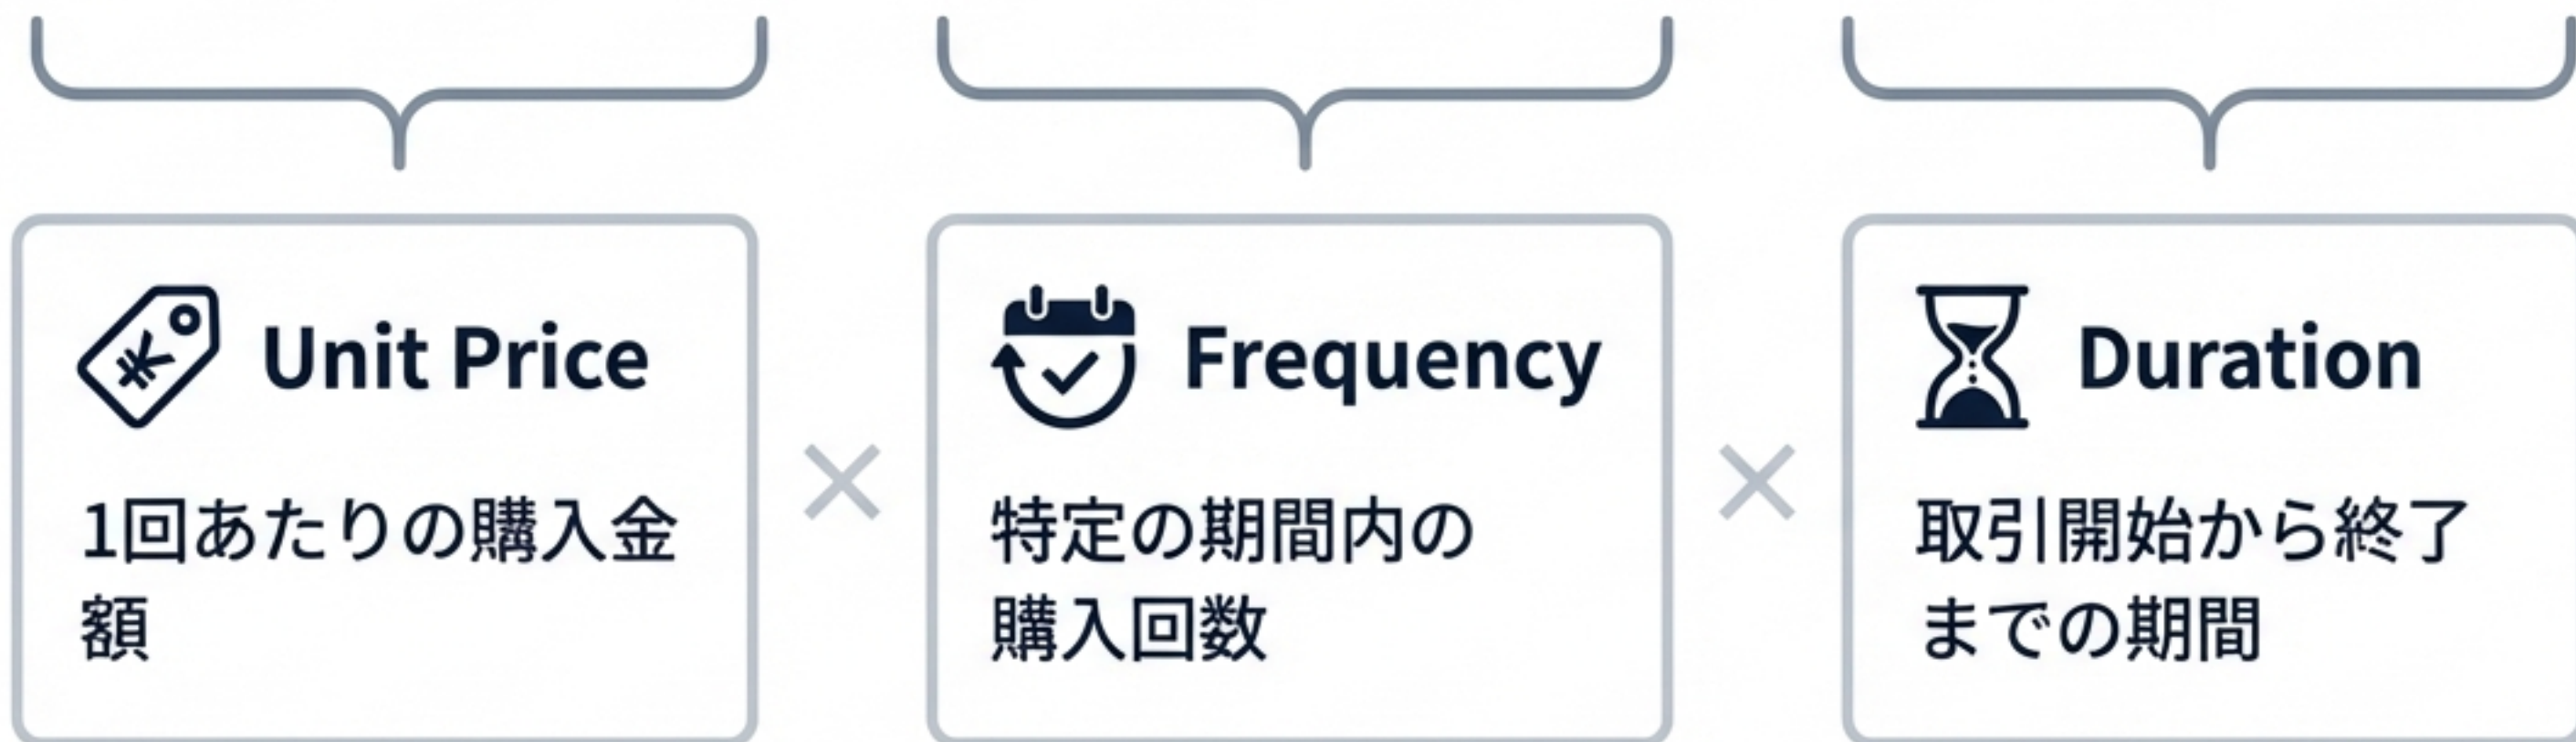 Unit Price
1回あたりの購入金
額
×
Frequency
特定の期間内の
購入回数
×
Duration
取引開始から終了
までの期間